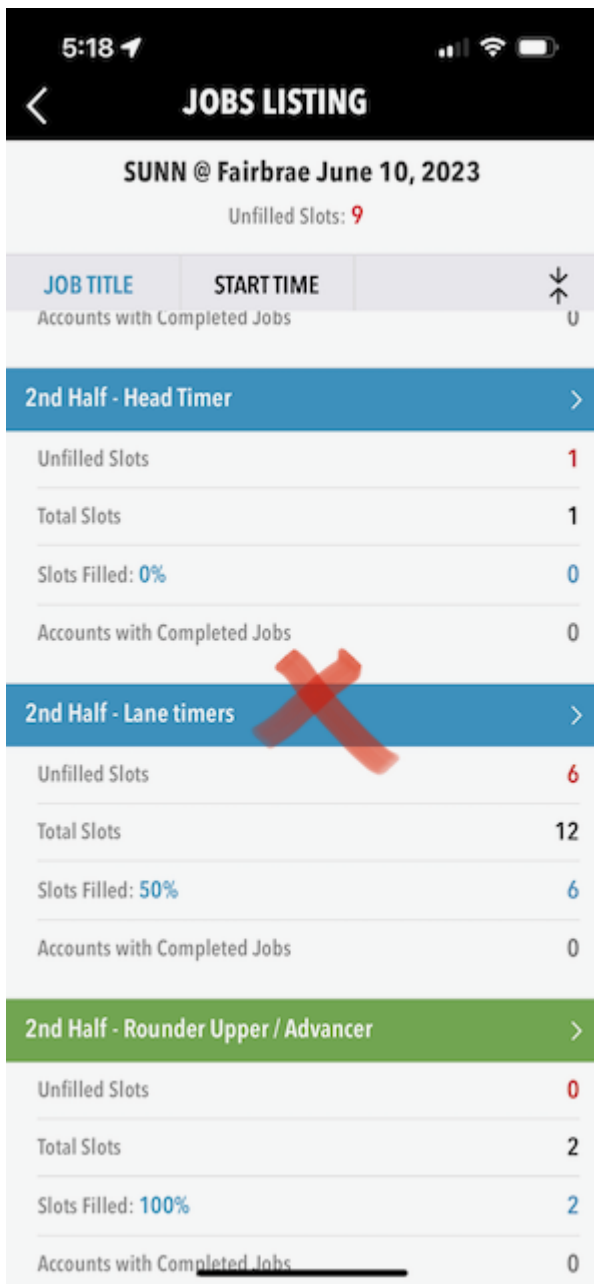 5:18
JOBS LISTING
SUNN @ Fairbrae June 10, 2023
Unfilled Slots: 9
JOB TITLE START TIME
Accounts with Completed Jobs 0
2nd Half - Head Timer
Unfilled Slots 1
Total Slots 1
Slots Filled: 0% 0
Accounts with Completed Jobs 0
2nd Half - Lane timers
Unfilled Slots 6
Total Slots 12
Slots Filled: 50% 6
Accounts with Completed Jobs 0
2nd Half - Rounder Upper / Advancer
Unfilled Slots 0
Total Slots 2
Slots Filled: 100% 2
Accounts with Completed Jobs 0